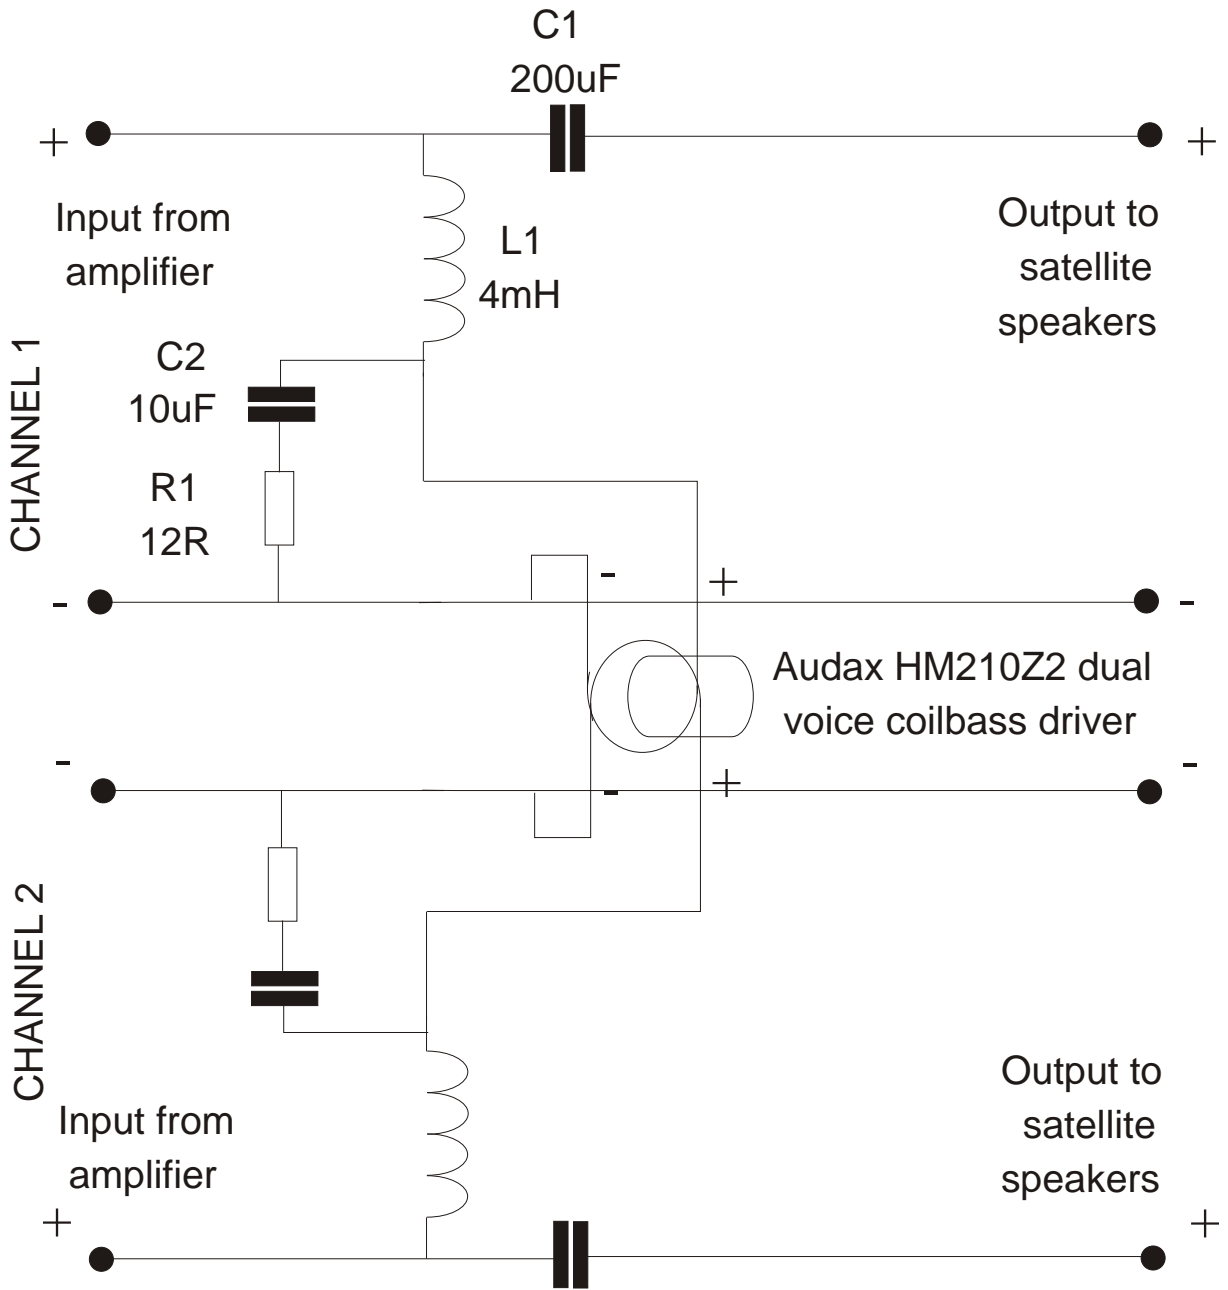 C1
200uF
+
+
Input from
amplifier
Output to
satellite
speakers
L1
4mH
CHANNEL 1
C2
10uF
R1
12R
-
-
+
-
Audax HM210Z2 dual
voice coilbass driver
-
-
+
-
CHANNEL 2
Input from
amplifier
Output to
satellite
speakers
+
+